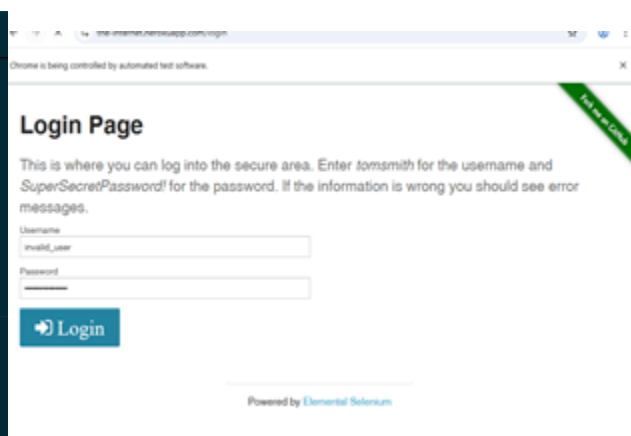 the-internet.herokuapp.com/login
Chrome is being controlled by automated test software.
Fork me on GitHub
Login Page
This is where you can log into the secure area. Enter tomsmith for the username and
SuperSecretPassword! for the password. If the information is wrong you should see error
messages.
Username
invalid_user
Password
Login
Powered by Elemental Selenium